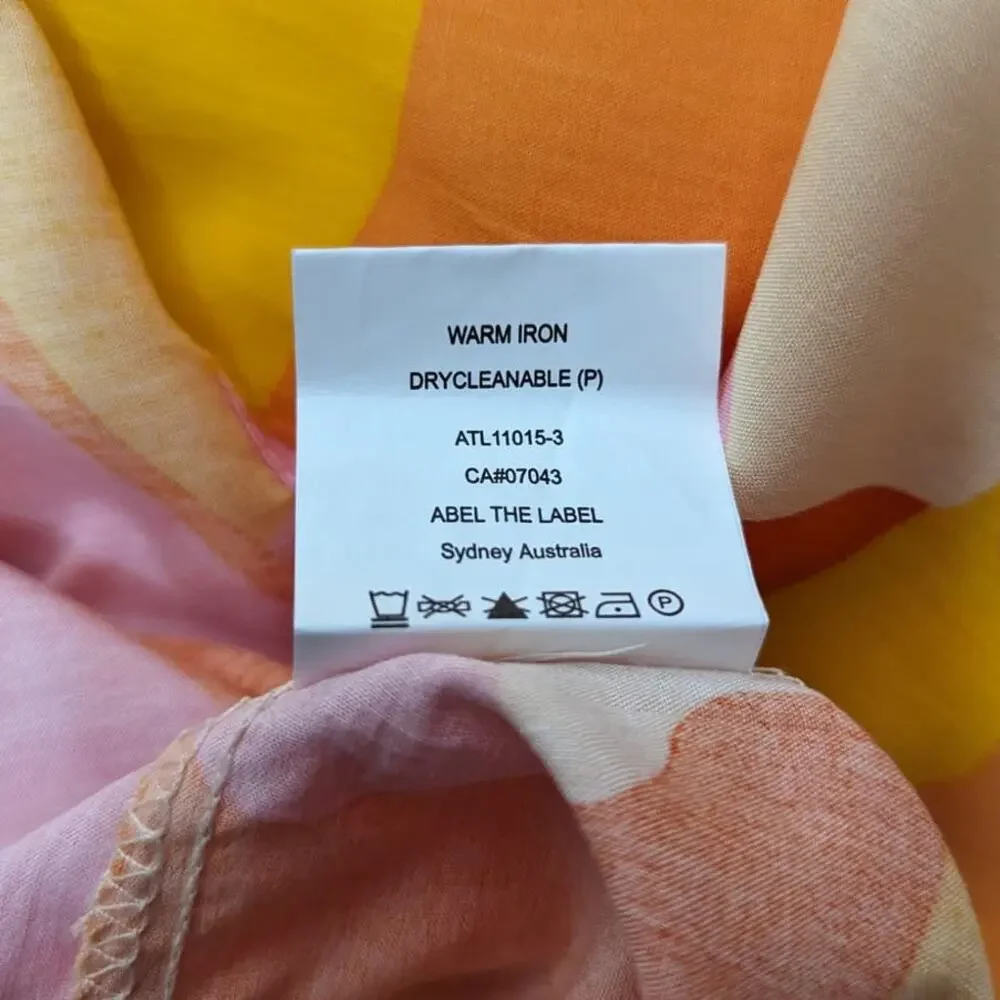 WARM IRON
DRYCLEANABLE (P)
ATL11015-3
CA#07043
ABEL THE LABEL
Sydney Australia
P